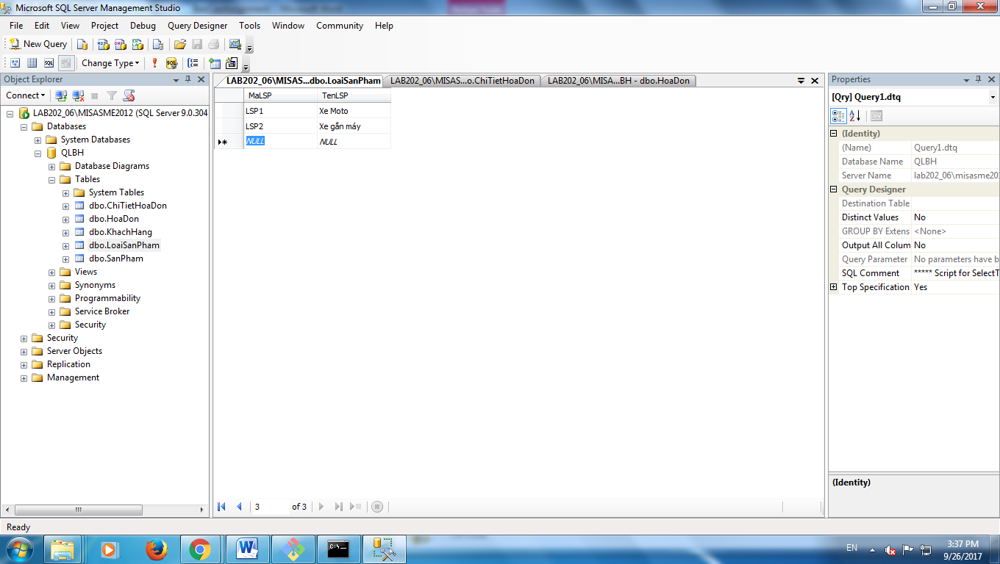 Microsoft SQL Server Management Studio
File Edit View Project Debug Query Designer Tools Window Community Help
New Query
Change Type
Object Explorer
Connect
LAB202_06\MISASME2012 (SQL Server 9.0.304
Databases
System Databases
QLBH
Database Diagrams
Tables
System Tables
dbo.ChiTietHoaDon
dbo.HoaDon
dbo.KhachHang
dbo.LoaiSanPham
dbo.SanPham
Views
Synonyms
Programmability
Service Broker
Security
Security
Server Objects
Replication
Management
LAB202_06\MISAS...dbo.LoaiSanPham LAB202_06\MISAS...o.ChiTietHoaDon LAB202_06\MISA...BH - dbo.HoaDon
MaLSP TenLSP
LSP1 Xe Moto
LSP2 Xe gắn máy
NULL NULL
3 of 3
Properties
[Qry] Query1.dtq
(Identity)
(Name) Query1.dtq
Database Name QLBH
Server Name lab202_06\misasme20
Query Designer
Destination Table
Distinct Values No
GROUP BY Extens <None>
Output All Colum No
Query Parameter No parameters have b
SQL Comment ***** Script for SelectT
Top Specification Yes
(Identity)
Ready
EN
3:37 PM
9/26/2017